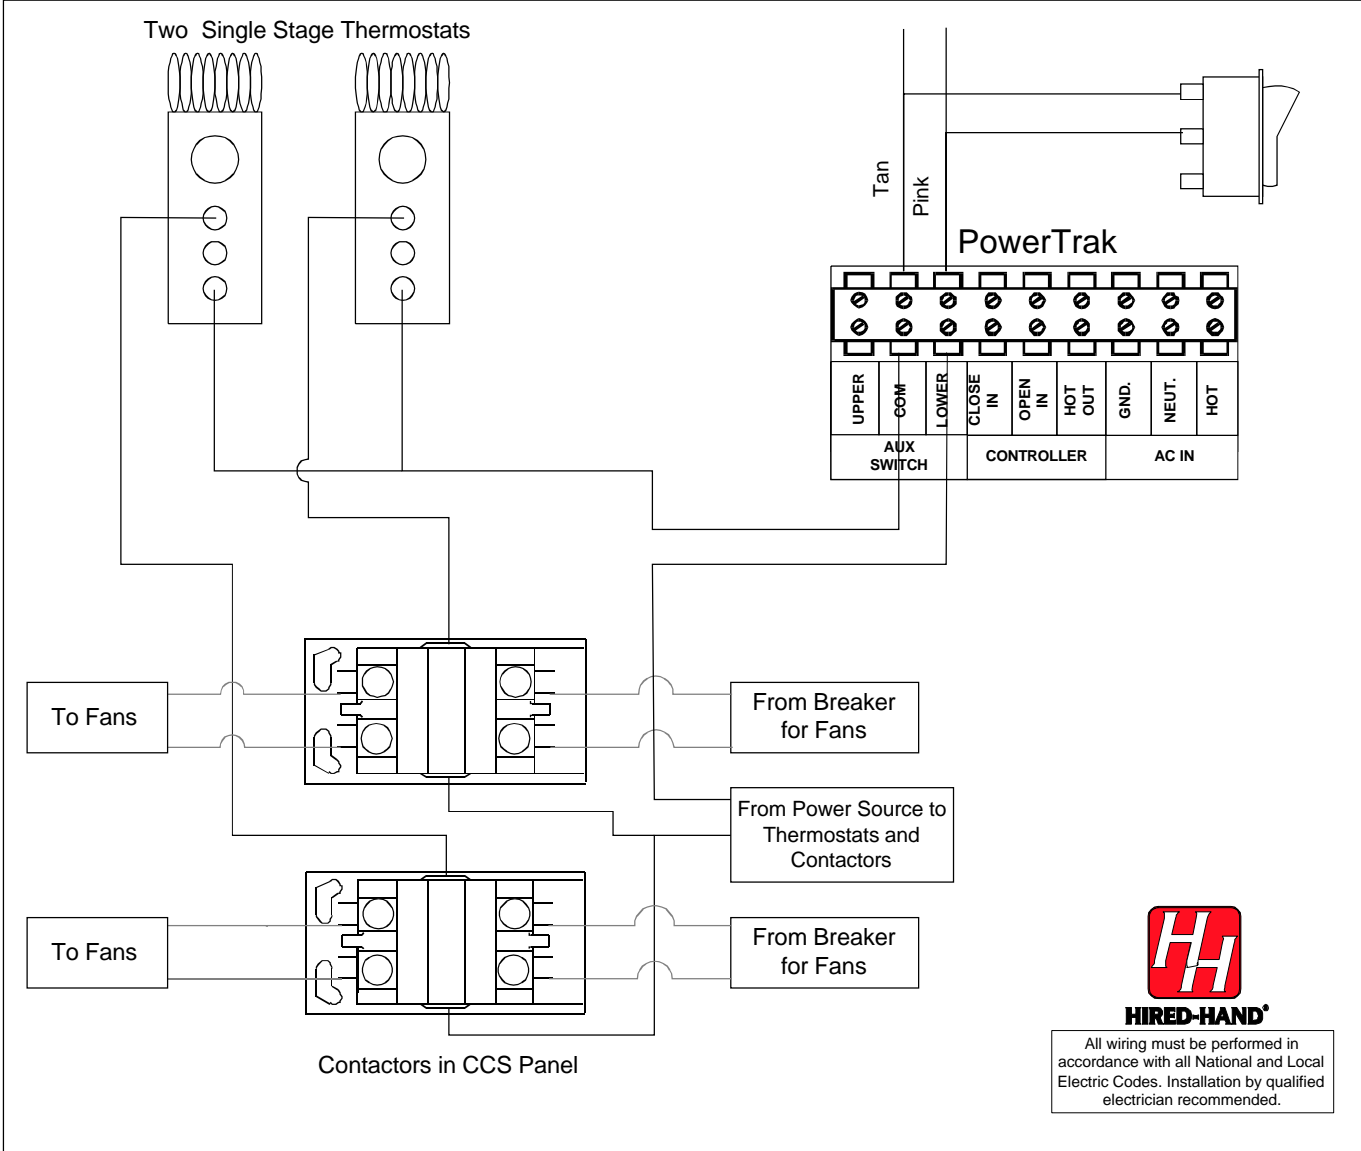 Two Single Stage Thermostats
Tan
Pink
PowerTrak
UPPER
COM
LOWER
CLOSE
IN
OPEN
IN
HOT
OUT
GND.
NEUT.
HOT
AUX
SWITCH
CONTROLLER
AC IN
To Fans
From Breaker
for Fans
From Power Source to
Thermostats and
Contactors
To Fans
From Breaker
for Fans
Contactors in CCS Panel
HH
HIRED-HAND®
All wiring must be performed in
accordance with all National and Local
Electric Codes. Installation by qualified
electrician recommended.